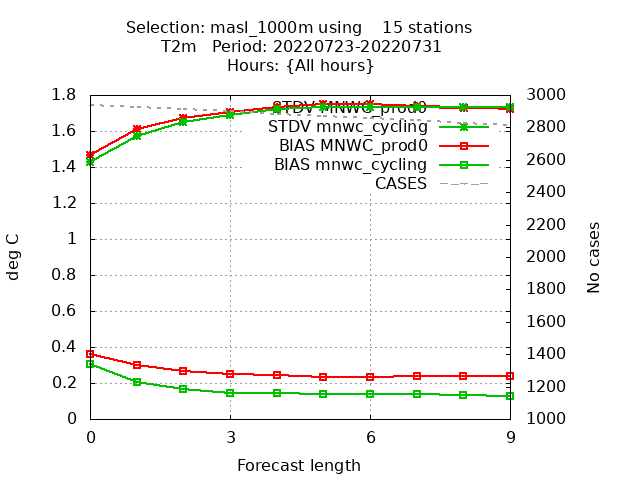 Selection: masl_1000m using    15 stations
T2m   Period: 20220723-20220731
Hours: {All hours}
1.8
1.6
1.4
1.2
1
0.8
0.6
0.4
0.2
0
3000
2800
2600
2400
2200
2000
1800
1600
1400
1200
1000
deg C
No cases
STDV MNWC_prod0
STDV mnwc_cycling
BIAS MNWC_prod0
BIAS mnwc_cycling
CASES
0 3 6 9
Forecast length